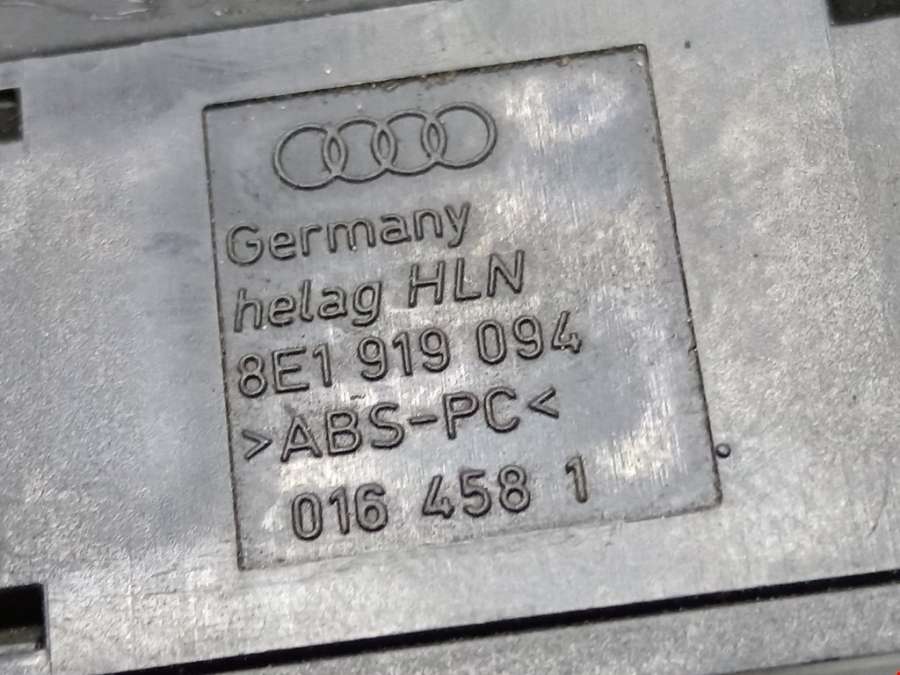 Germany
helag HLN
8E1 919 094
>ABS-PC<
016 458 1